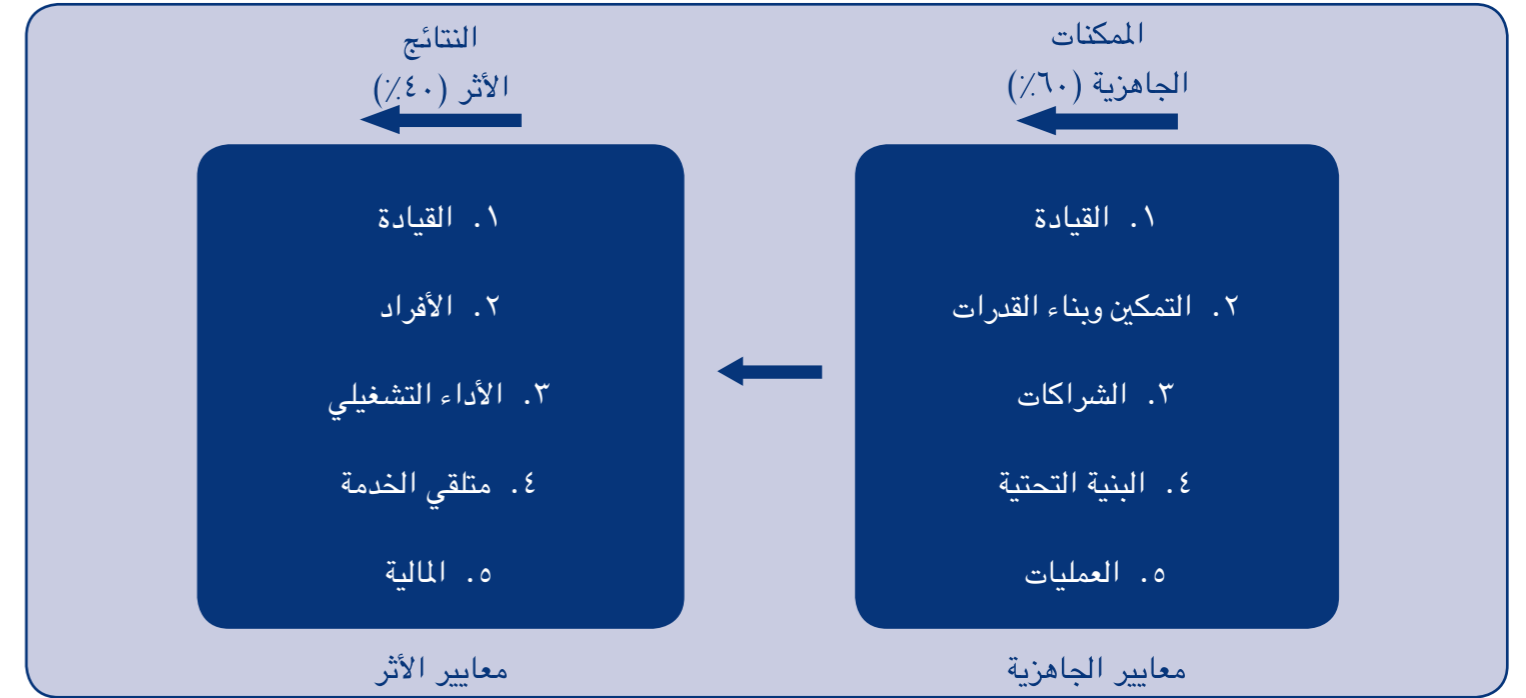 الممكنات
الجاهزية (٦٠٪)
١. القيادة
٢. التمكين وبناء القدرات
٣. الشراكات
٤. البنية التحتية
٥. العمليات
معايير الجاهزية
النتائج
الأثر (٤٠٪)
١. القيادة
٢. الأفراد
٣. الأداء التشغيلي
٤. متلقي الخدمة
٥. المالية
معايير الأثر